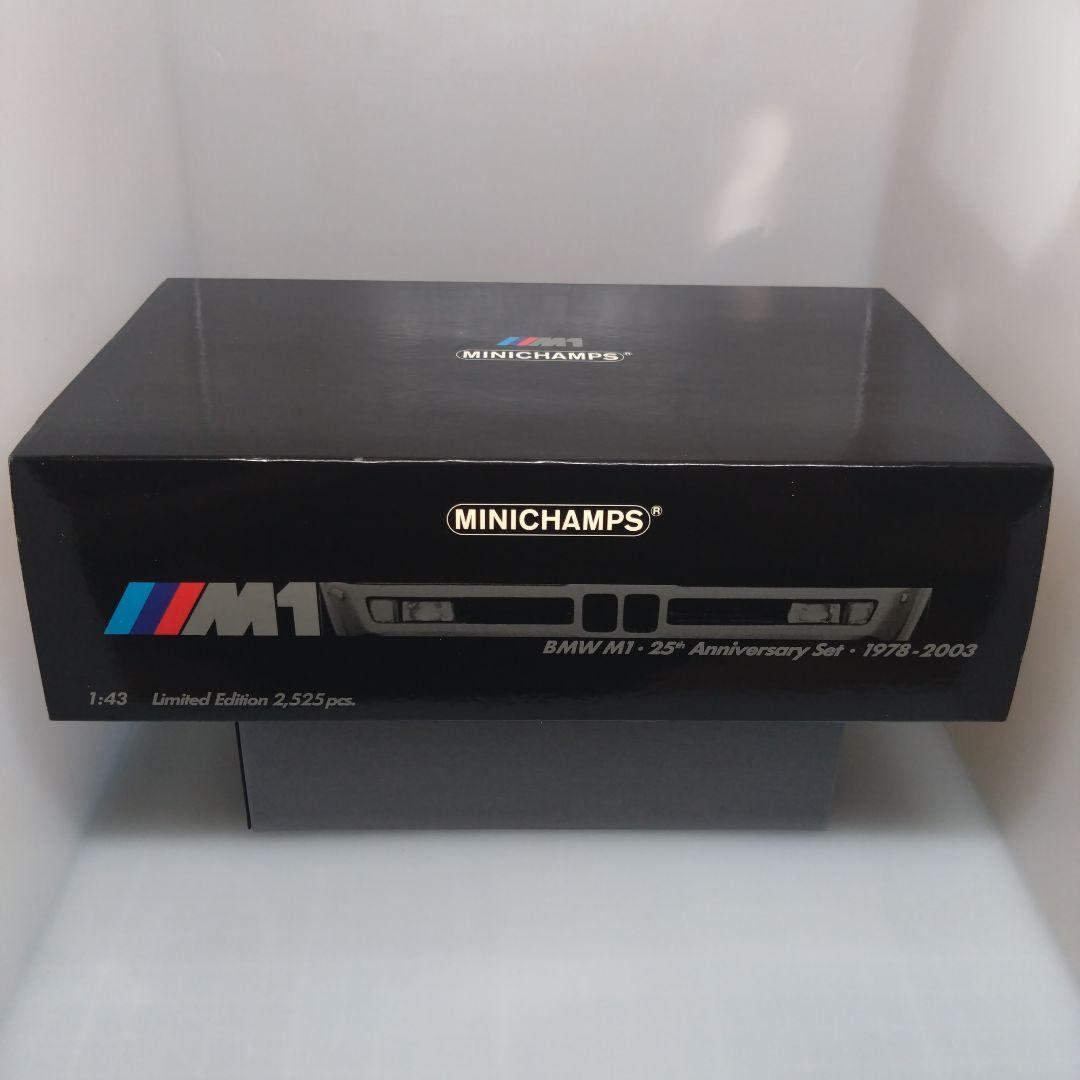 M1
MINICHAMPS®
MINICHAMPS®
M1
BMW M1 · 25th Anniversary Set · 1978-2003
1:43 Limited Edition 2,525 pcs.